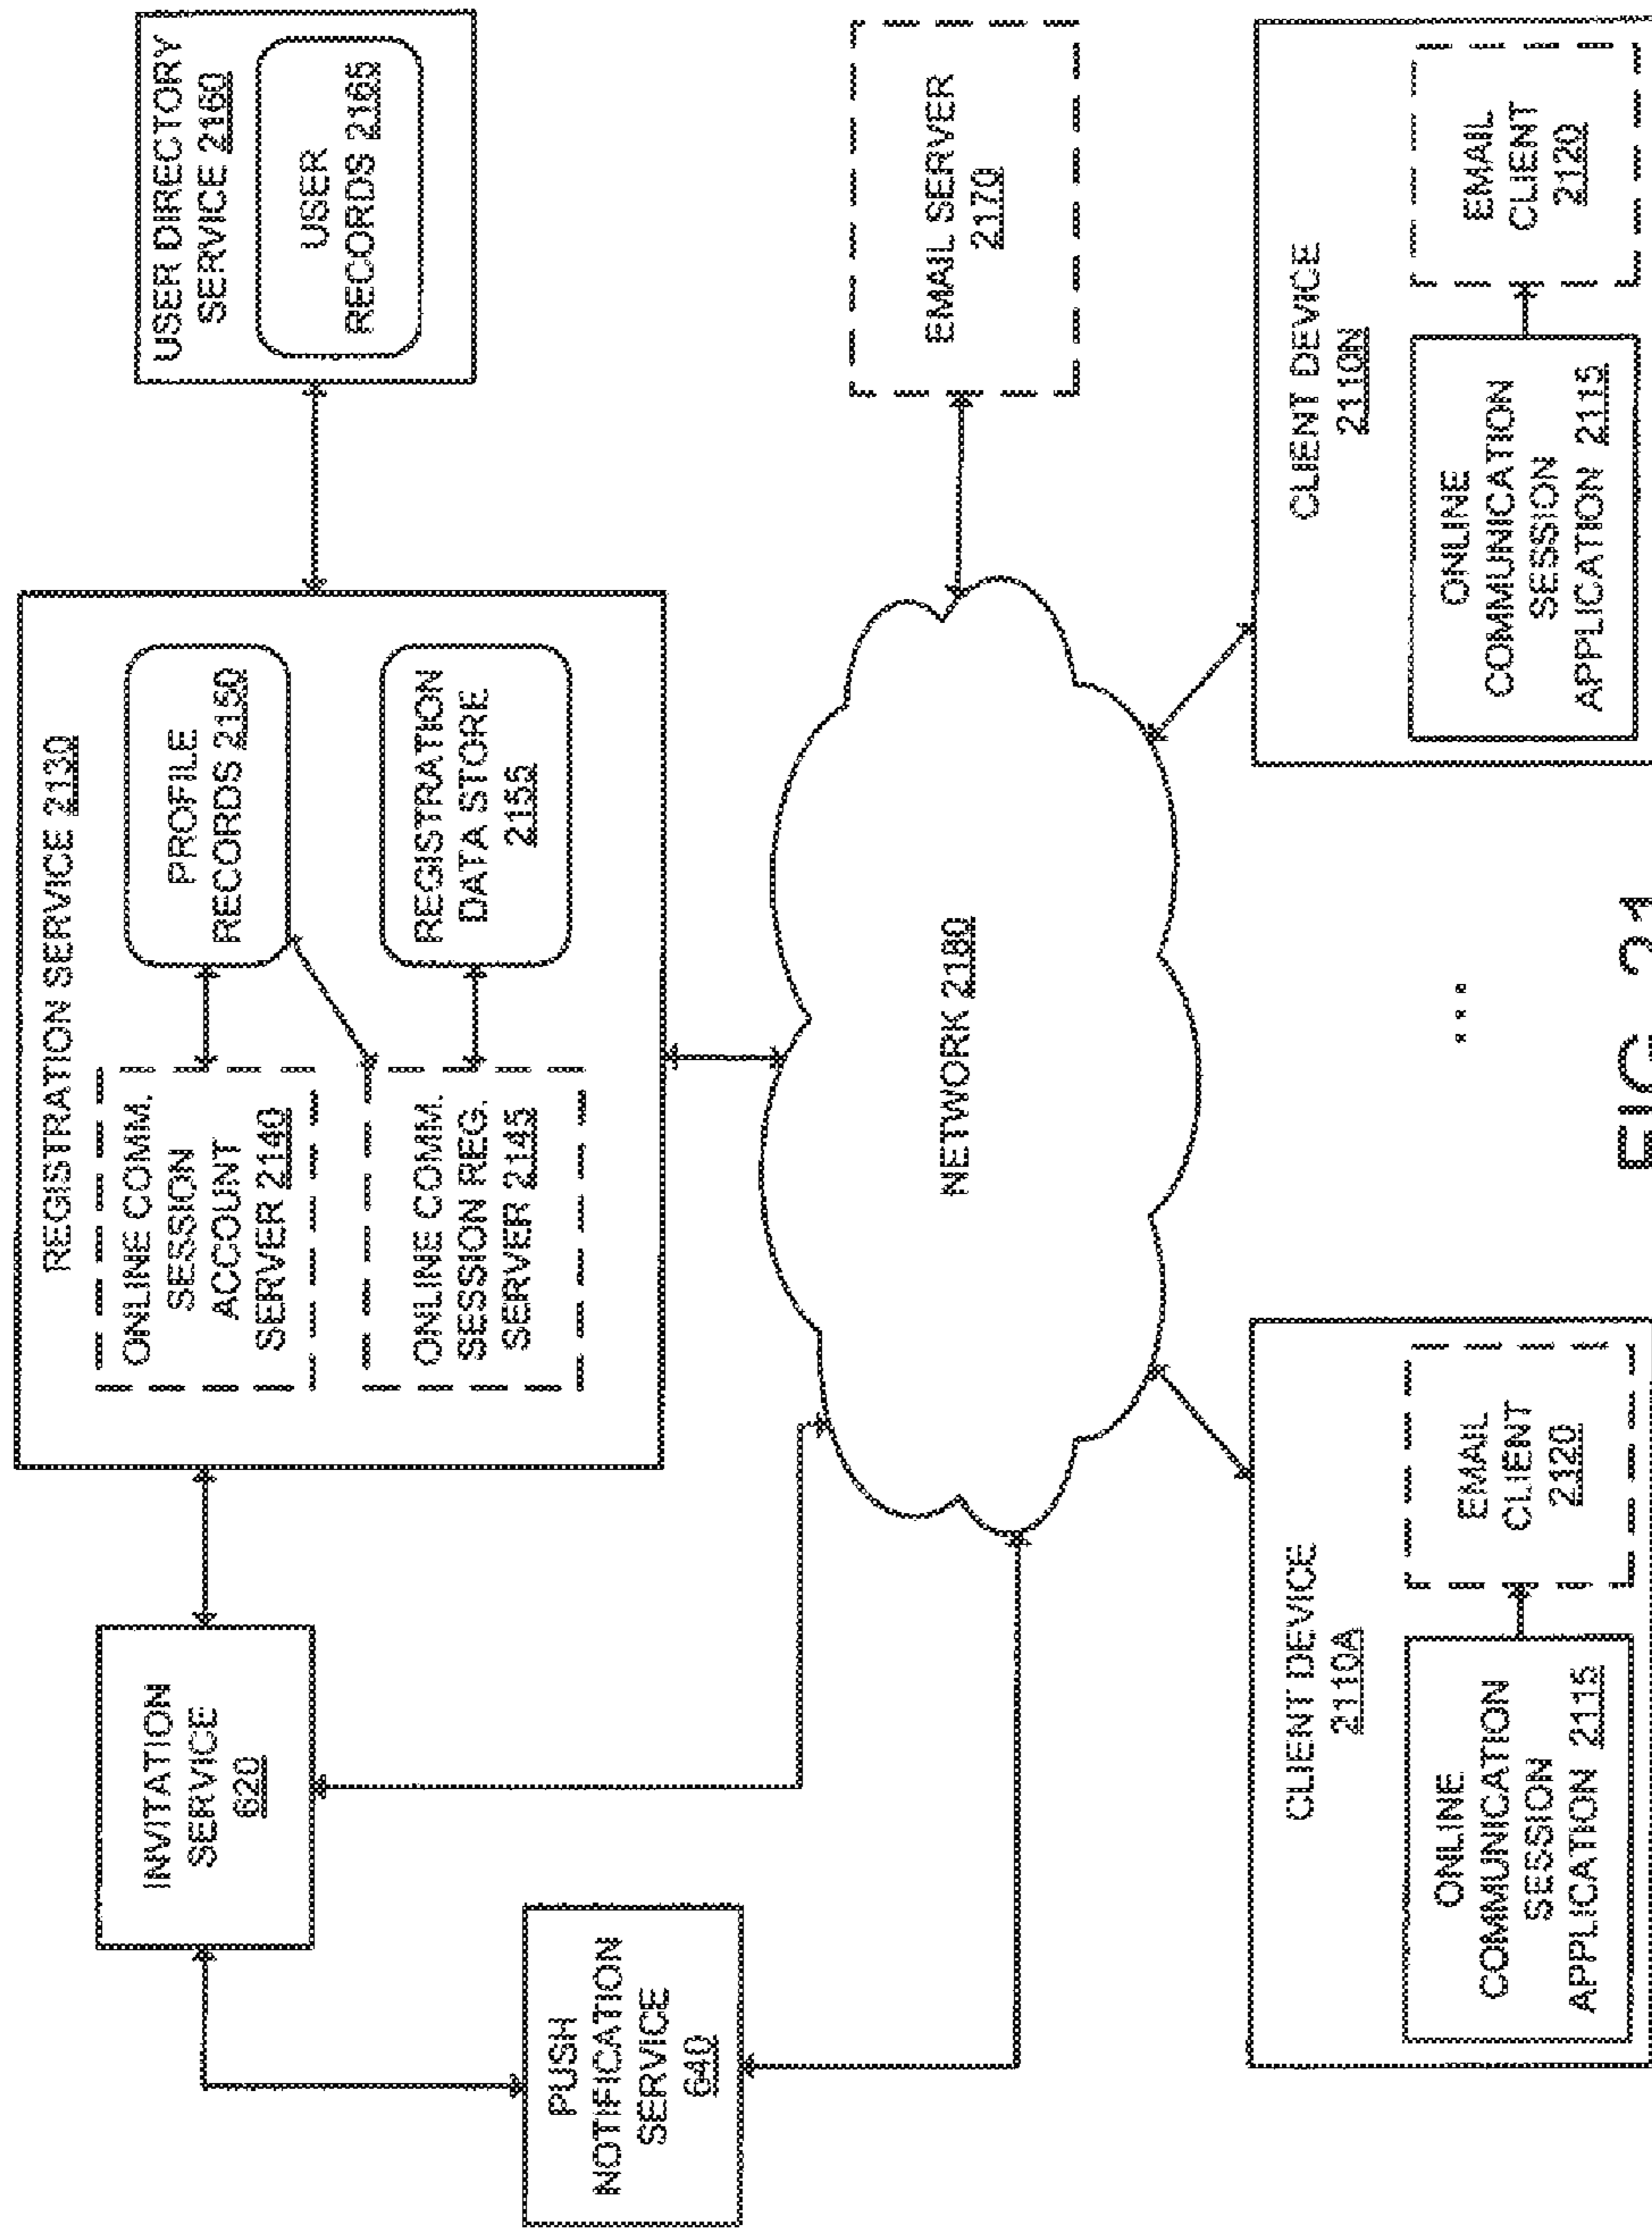 REGISTRATION SERVICE 2130
USER DIRECTORY
SERVICE 2160
USER
RECORDS 2165
INVITATION
SERVICE
620
ONLINE COMM.
SESSION
ACCOUNT
SERVER 2140
PROFILE
RECORDS 2150
ONLINE COMM.
SESSION REG.
SERVER 2145
REGISTRATION
DATA STORE
2155
PUSH
NOTIFICATION
SERVICE
640
NETWORK 2180
EMAIL SERVER
2170
CLIENT DEVICE
2110A
ONLINE
COMMUNICATION
SESSION
APPLICATION 2115
EMAIL
CLIENT
2120
...
CLIENT DEVICE
2110N
ONLINE
COMMUNICATION
SESSION
APPLICATION 2115
EMAIL
CLIENT
2120
FIG. 21